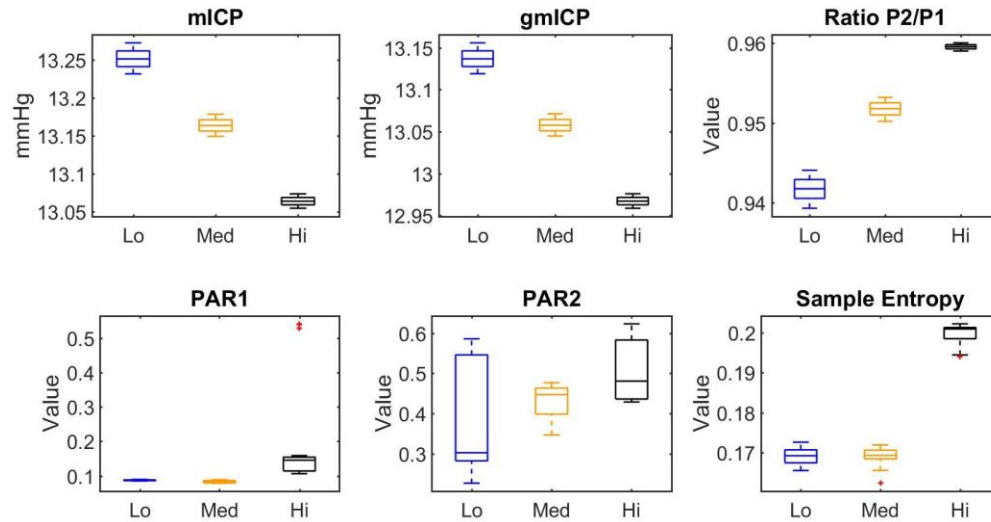 mICP
mmHg
13.25
13.2
13.15
13.1
13.05
Lo Med Hi
gmICP
mmHg
13.15
13.1
13.05
13
12.95
Lo Med Hi
Ratio P2/P1
Value
0.96
0.95
0.94
Lo Med Hi
PAR1
Value
0.5
0.4
0.3
0.2
0.1
Lo Med Hi
PAR2
Value
0.6
0.5
0.4
0.3
Lo Med Hi
Sample Entropy
Value
0.2
0.19
0.18
0.17
Lo Med Hi